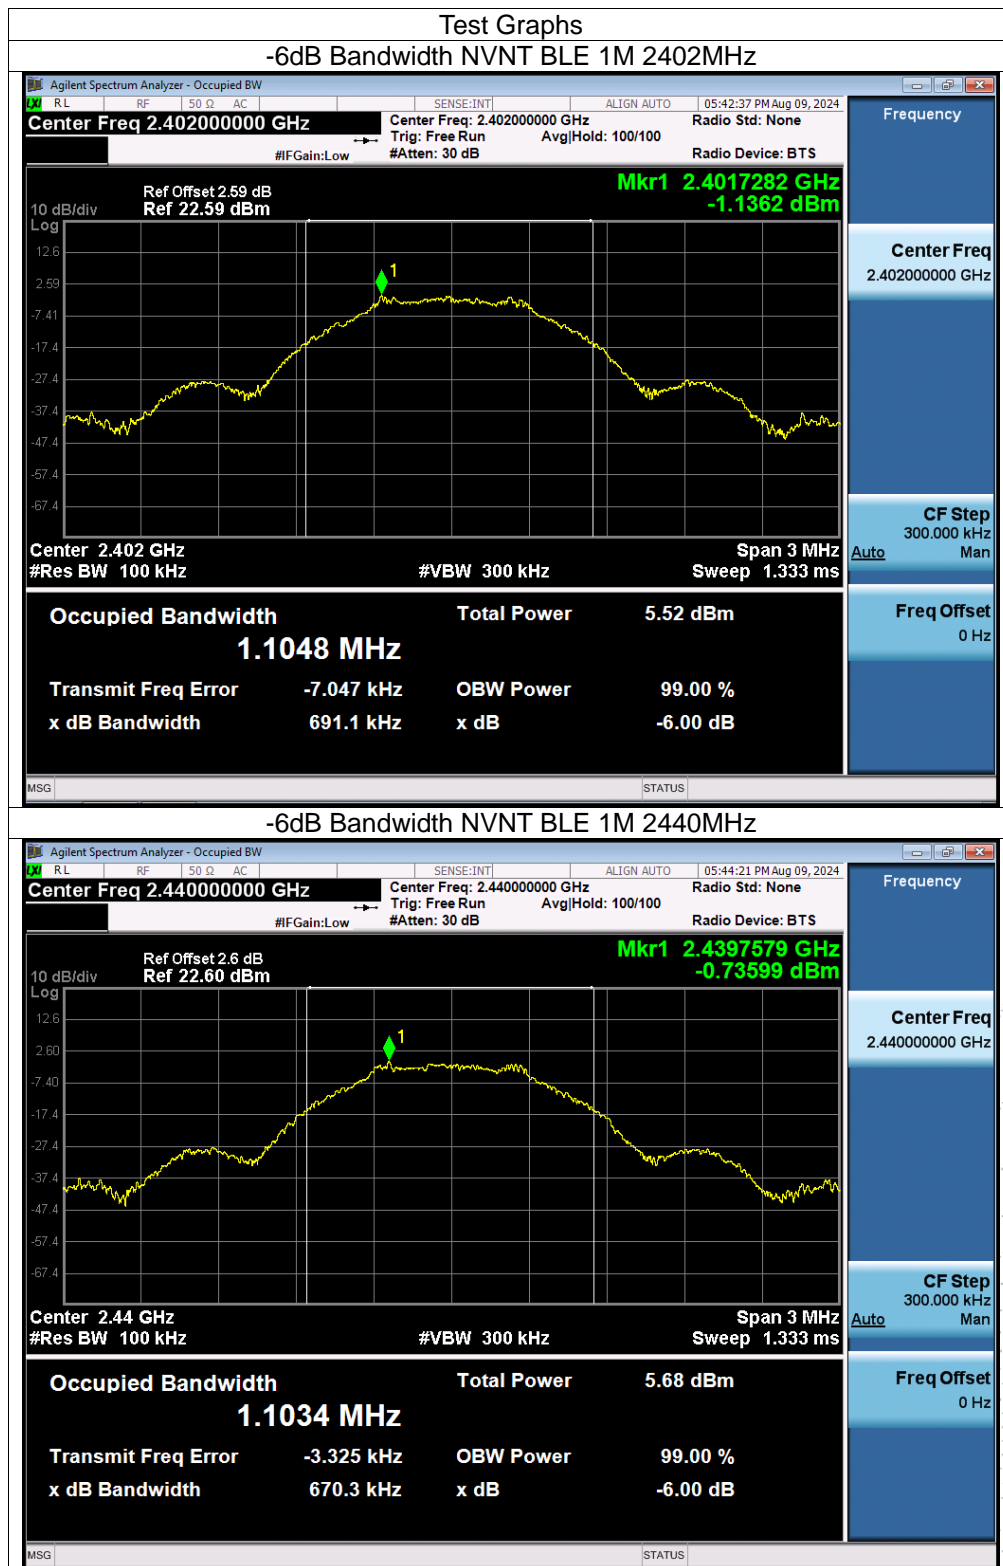 Test Graphs
-6dB Bandwidth NVNT BLE 1M 2402MHz
Agilent Spectrum Analyzer - Occupied BW
LXI RL RF 50 Ω AC SENSE:INT ALIGN AUTO 05:42:37 PM Aug 09, 2024
Center Freq 2.402000000 GHz Center Freq: 2.402000000 GHz Radio Std: None Frequency
Trig: Free Run Avg|Hold: 100/100
#IFGain:Low #Atten: 30 dB Radio Device: BTS
Mkr1 2.4017282 GHz
Ref Offset 2.59 dB
-1.1362 dBm
10 dB/div Ref 22.59 dBm
Log
12.6
2.59
-7.41
-17.4
-27.4
-37.4
-47.4
-57.4
-67.4
1
Center Freq
2.402000000 GHz
Center 2.402 GHz Span 3 MHz
#Res BW 100 kHz #VBW 300 kHz Sweep 1.333 ms
CF Step
300.000 kHz
Auto Man
Occupied Bandwidth Total Power 5.52 dBm
1.1048 MHz
Freq Offset
0 Hz
Transmit Freq Error -7.047 kHz OBW Power 99.00 %
x dB Bandwidth 691.1 kHz x dB -6.00 dB
MSG STATUS
-6dB Bandwidth NVNT BLE 1M 2440MHz
Agilent Spectrum Analyzer - Occupied BW
LXI RL RF 50 Ω AC SENSE:INT ALIGN AUTO 05:44:21 PM Aug 09, 2024
Center Freq 2.440000000 GHz Center Freq: 2.440000000 GHz Radio Std: None Frequency
Trig: Free Run Avg|Hold: 100/100
#IFGain:Low #Atten: 30 dB Radio Device: BTS
Mkr1 2.4397579 GHz
Ref Offset 2.6 dB
-0.73599 dBm
10 dB/div Ref 22.60 dBm
Log
12.6
2.60
-7.40
-17.4
-27.4
-37.4
-47.4
-57.4
-67.4
1
Center Freq
2.440000000 GHz
Center 2.44 GHz Span 3 MHz
#Res BW 100 kHz #VBW 300 kHz Sweep 1.333 ms
CF Step
300.000 kHz
Auto Man
Occupied Bandwidth Total Power 5.68 dBm
1.1034 MHz
Freq Offset
0 Hz
Transmit Freq Error -3.325 kHz OBW Power 99.00 %
x dB Bandwidth 670.3 kHz x dB -6.00 dB
MSG STATUS